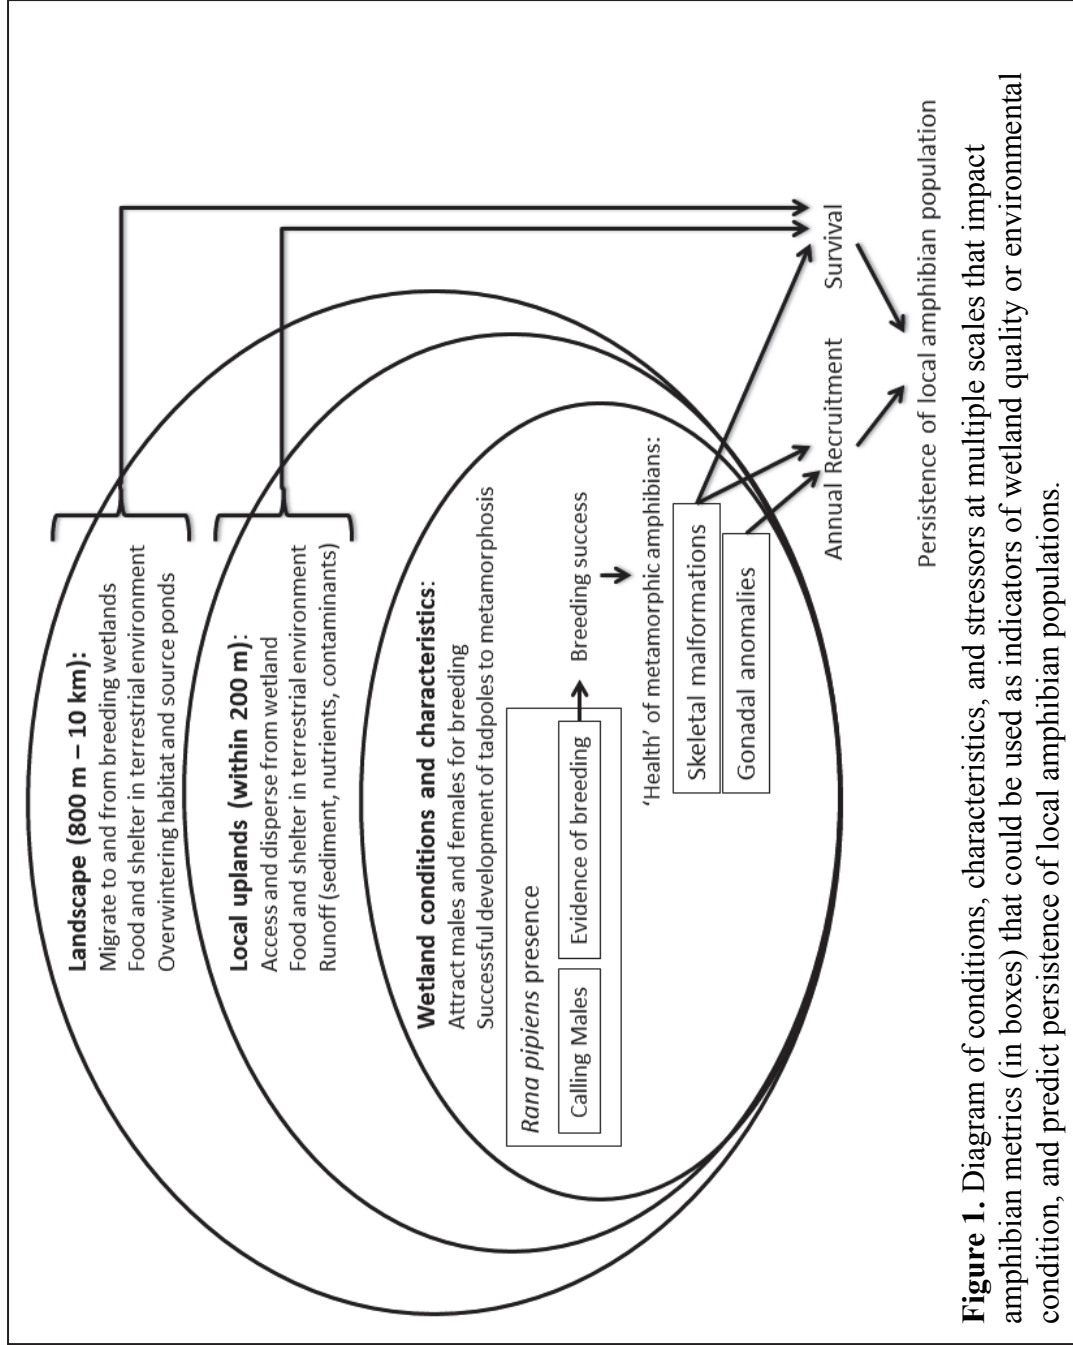 Landscape (800 m – 10 km):
Migrate to and from breeding wetlands
Food and shelter in terrestrial environment
Overwintering habitat and source ponds
Local uplands (within 200 m):
Access and disperse from wetland
Food and shelter in terrestrial environment
Runoff (sediment, nutrients, contaminants)
Wetland conditions and characteristics:
Attract males and females for breeding
Successful development of tadpoles to metamorphosis
Rana pipiens presence
Calling Males
Evidence of breeding
Breeding success
‘Health’ of metamorphic amphibians:
Skeletal malformations
Gonadal anomalies
Annual Recruitment
Survival
Persistence of local amphibian population
Figure 1. Diagram of conditions, characteristics, and stressors at multiple scales that impact
amphibian metrics (in boxes) that could be used as indicators of wetland quality or environmental
condition, and predict persistence of local amphibian populations.